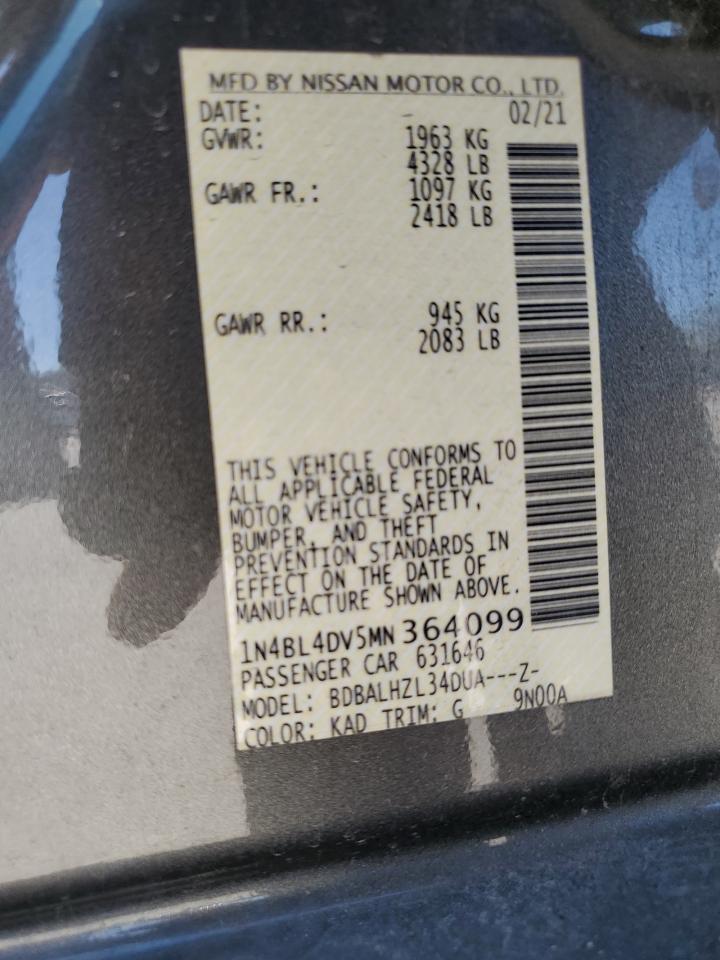 MFD BY NISSAN MOTOR CO., LTD.
DATE: 02/21
GVWR: 1963 KG
4328 LB
GAWR FR.: 1097 KG
2418 LB
GAWR RR.: 945 KG
2083 LB
THIS VEHICLE CONFORMS TO
ALL APPLICABLE FEDERAL
MOTOR VEHICLE SAFETY,
BUMPER, AND THEFT
PREVENTION STANDARDS IN
EFFECT ON THE DATE OF
MANUFACTURE SHOWN ABOVE.
1N4BL4DV5MN364099
PASSENGER CAR 631646
MODEL: BDBALHZL34DUA---Z-
COLOR: KAD TRIM: G 9N00A